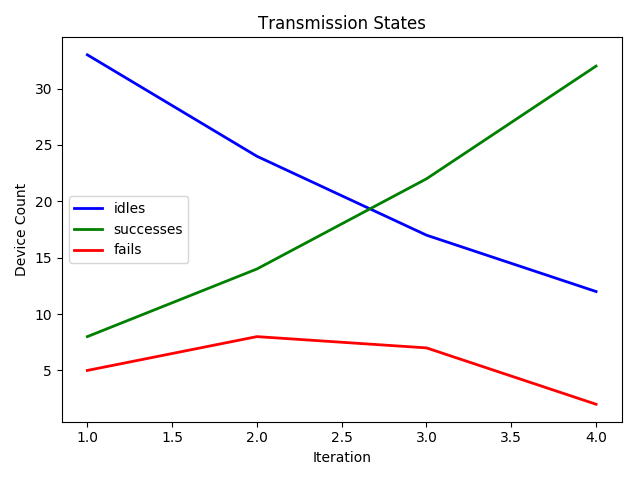 Transmission States
Device Count
30
25
20
15
10
5
idles
successes
fails
1.0 1.5 2.0 2.5 3.0 3.5 4.0
Iteration